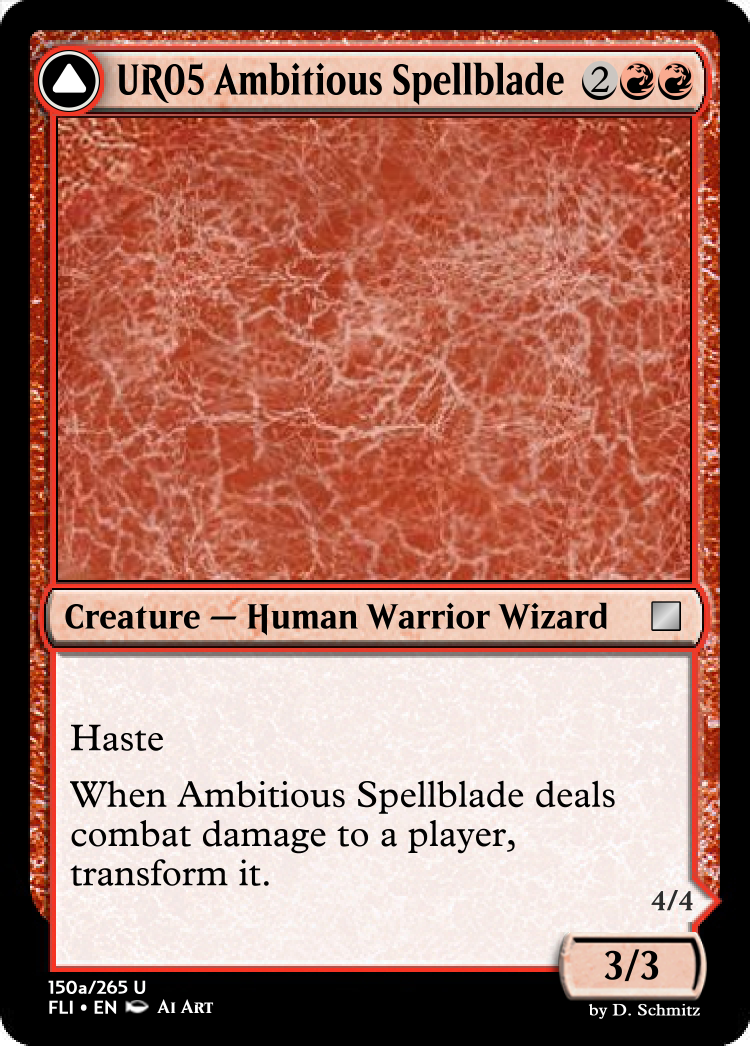 UR05 Ambitious Spellblade 2
Creature — Human Warrior Wizard
Haste
When Ambitious Spellblade deals
combat damage to a player,
transform it.
4/4
3/3
150a/265 U
FLI • EN AI ART
by D. Schmitz